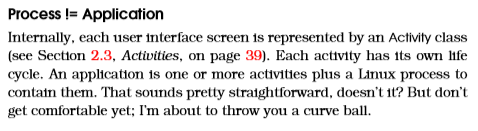 Process != Application
Internally, each user interface screen is represented by an Activity class
(see Section 2.3, Activities, on page 39). Each activity has its own life
cycle. An application is one or more activities plus a Linux process to
contain them. That sounds pretty straightforward, doesn't it? But don't
get comfortable yet; I'm about to throw you a curve ball.